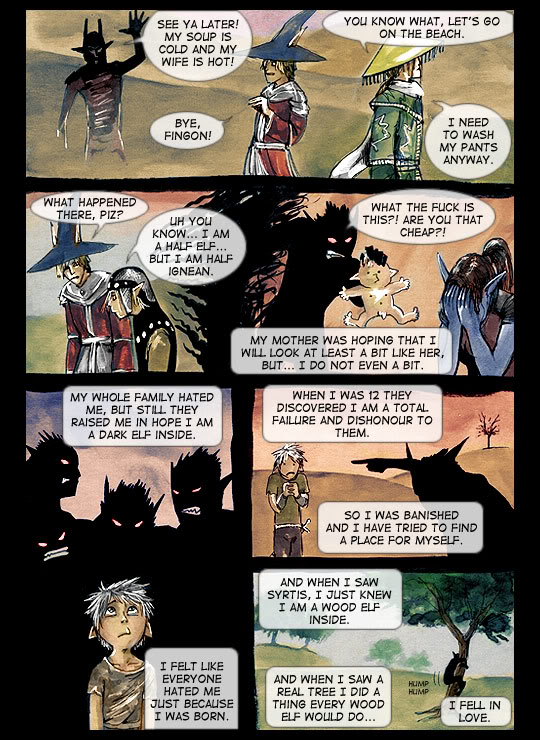 SEE YA LATER!
MY SOUP IS
COLD AND MY
WIFE IS HOT!
BYE,
FINGON!
YOU KNOW WHAT, LET'S GO
ON THE BEACH.
I NEED
TO WASH
MY PANTS
ANYWAY.
WHAT HAPPENED
THERE, PIZ?
UH YOU
KNOW... I AM
A HALF ELF...
BUT I AM HALF
IGNEAN.
WHAT THE FUCK IS
THIS?! ARE YOU THAT
CHEAP?!
MY MOTHER WAS HOPING THAT I
WILL LOOK AT LEAST A BIT LIKE HER,
BUT... I DO NOT EVEN A BIT.
MY WHOLE FAMILY HATED
ME, BUT STILL THEY
RAISED ME IN HOPE I AM
A DARK ELF INSIDE.
WHEN I WAS 12 THEY
DISCOVERED I AM A TOTAL
FAILURE AND DISHONOUR TO
THEM.
SO I WAS BANISHED
AND I HAVE TRIED TO FIND
A PLACE FOR MYSELF.
I FELT LIKE
EVERYONE
HATED ME
JUST BECAUSE
I WAS BORN.
AND WHEN I SAW
SYRTIS, I JUST KNEW
I AM A WOOD ELF
INSIDE.
AND WHEN I SAW A
REAL TREE I DID A
THING EVERY WOOD
ELF WOULD DO...
HUMP
HUMP
I FELL IN
LOVE.